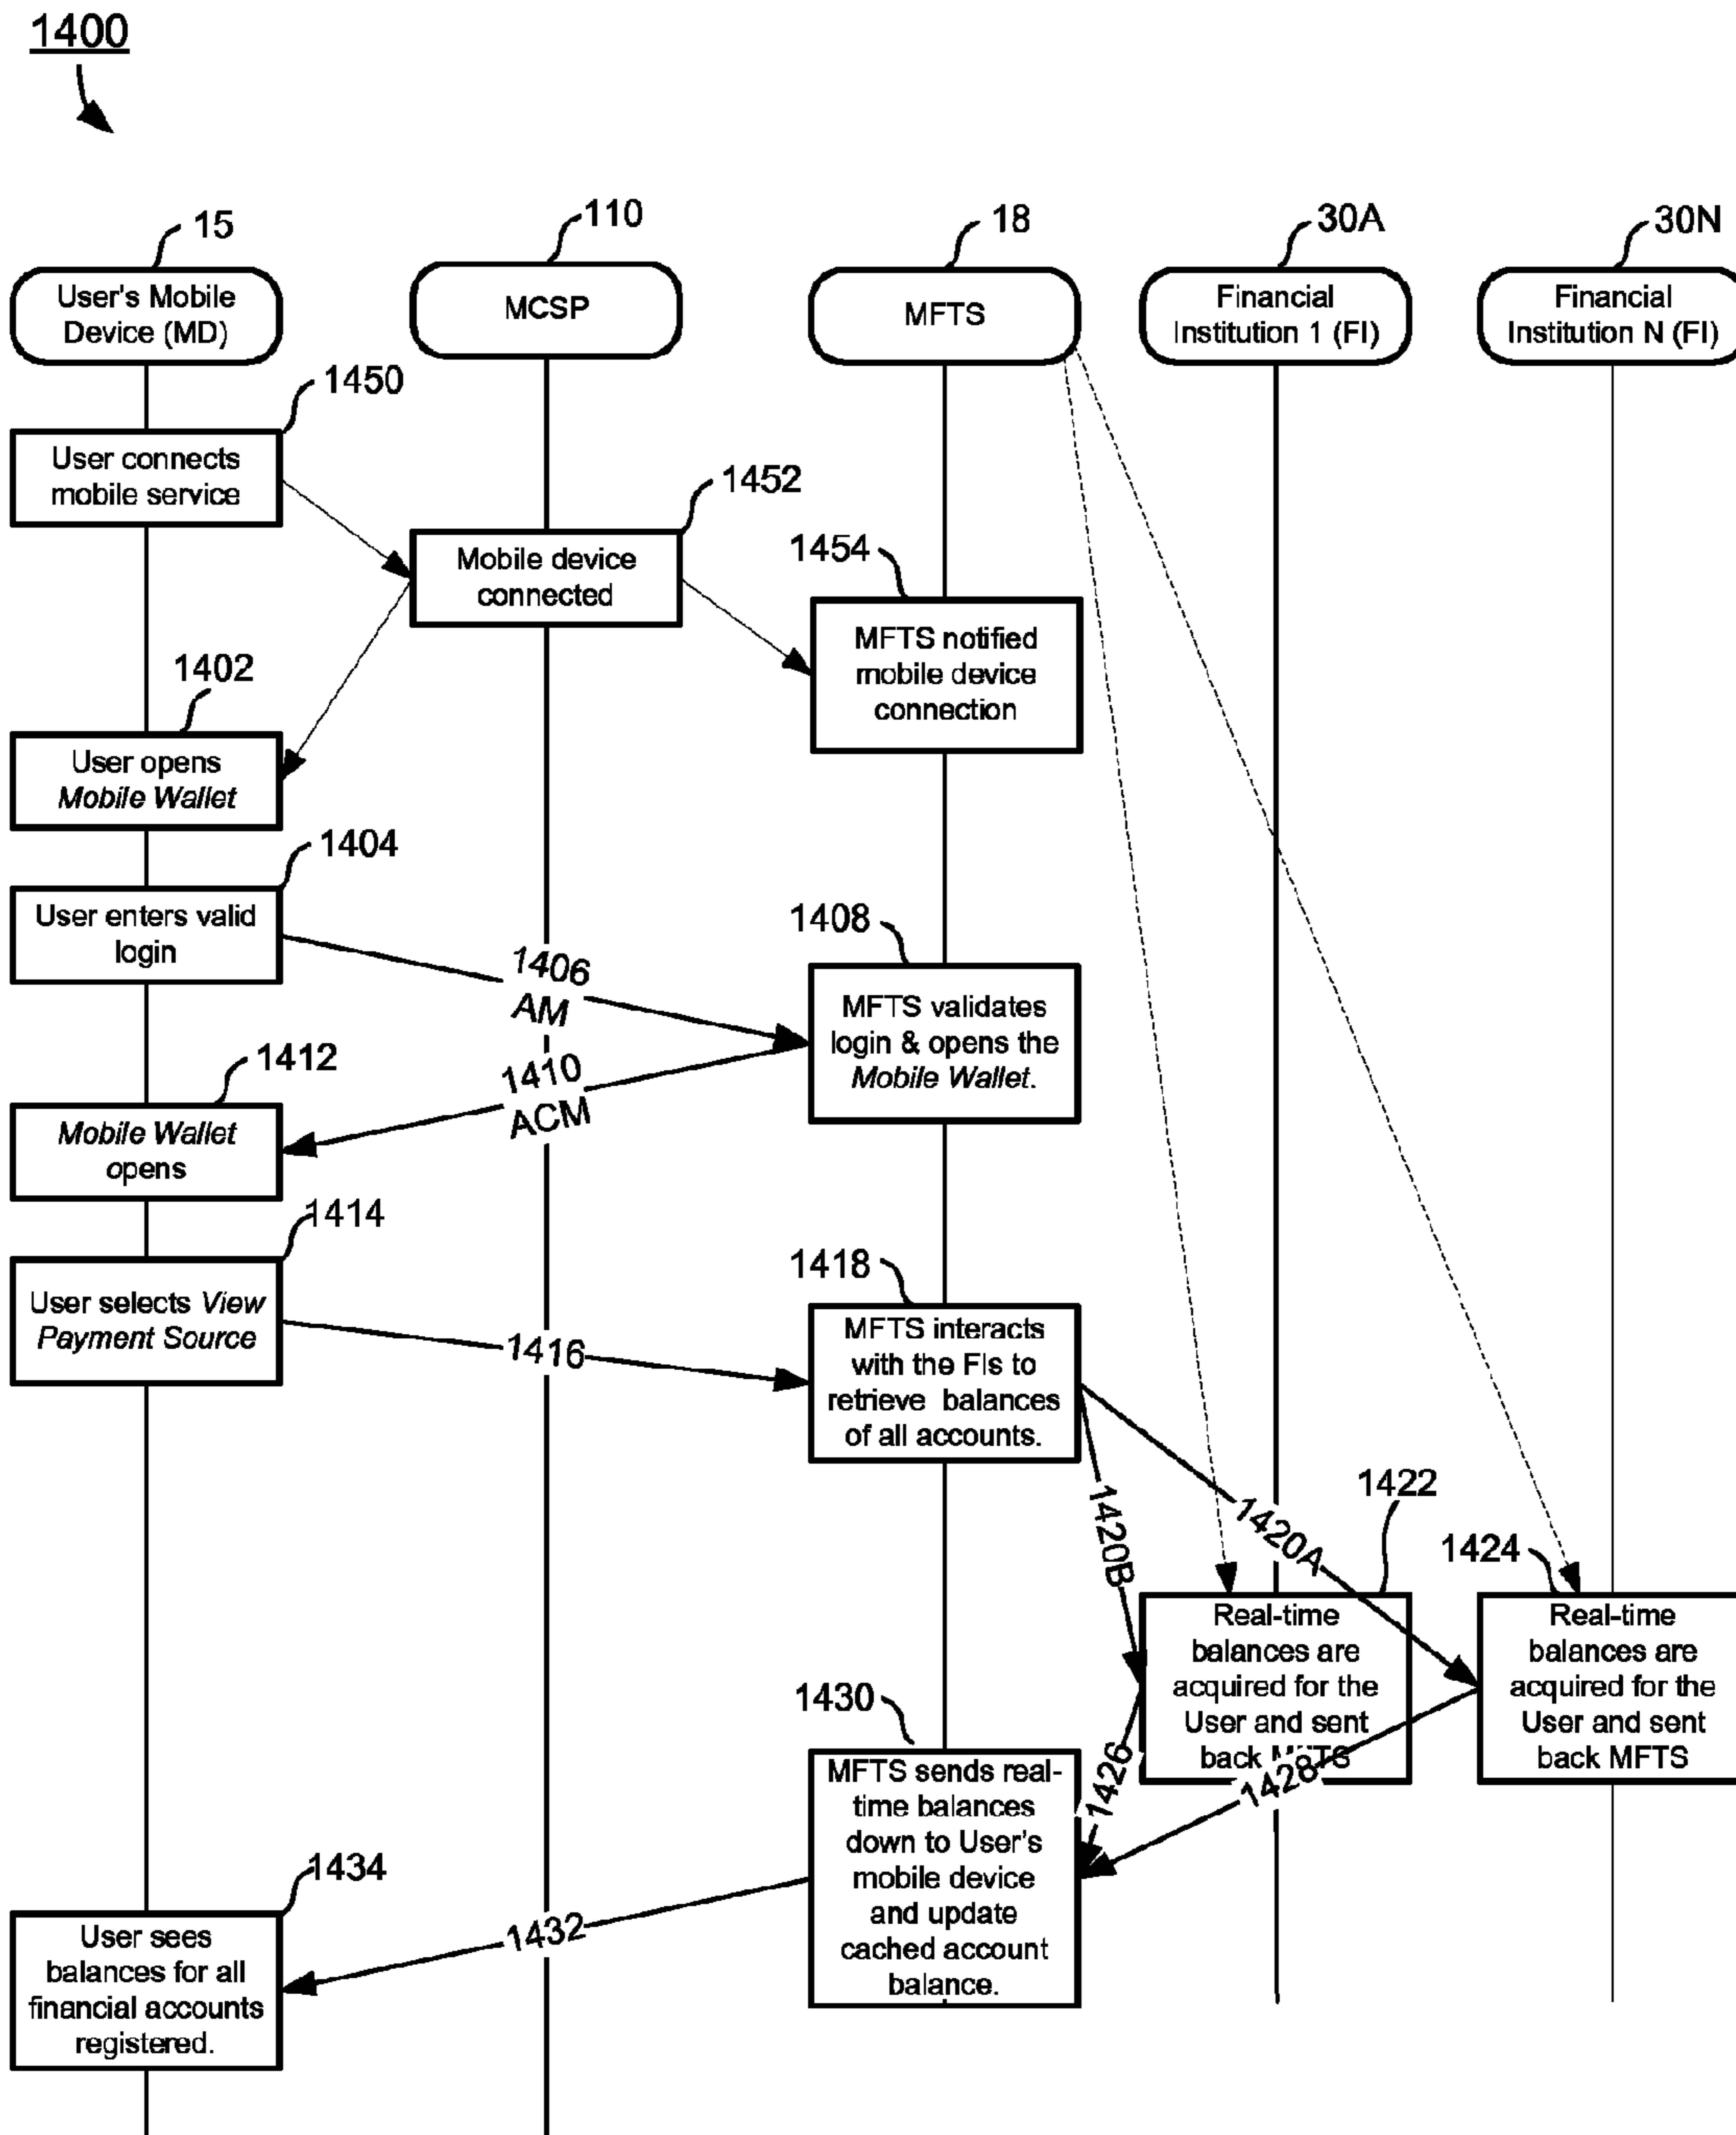 1400
15
110
18
30A
30N
User's Mobile
Device (MD)
MCSP
MFTS
Financial
Institution 1 (FI)
Financial
Institution N (FI)
1450
User connects
mobile service
1452
Mobile device
connected
1454
MFTS notified
mobile device
connection
1402
User opens
Mobile Wallet
1404
User enters valid
login
1406
AM
1408
MFTS validates
login & opens the
Mobile Wallet.
1410
ACM
1412
Mobile Wallet
opens
1414
User selects View
Payment Source
1416
1418
MFTS interacts
with the FIs to
retrieve balances
of all accounts.
1420B
1420A
1422
Real-time
balances are
acquired for the
User and sent
back MFTS
1424
Real-time
balances are
acquired for the
User and sent
back MFTS
1426
1428
1430
MFTS sends real-
time balances
down to User's
mobile device
and update
cached account
balance.
1432
1434
User sees
balances for all
financial accounts
registered.